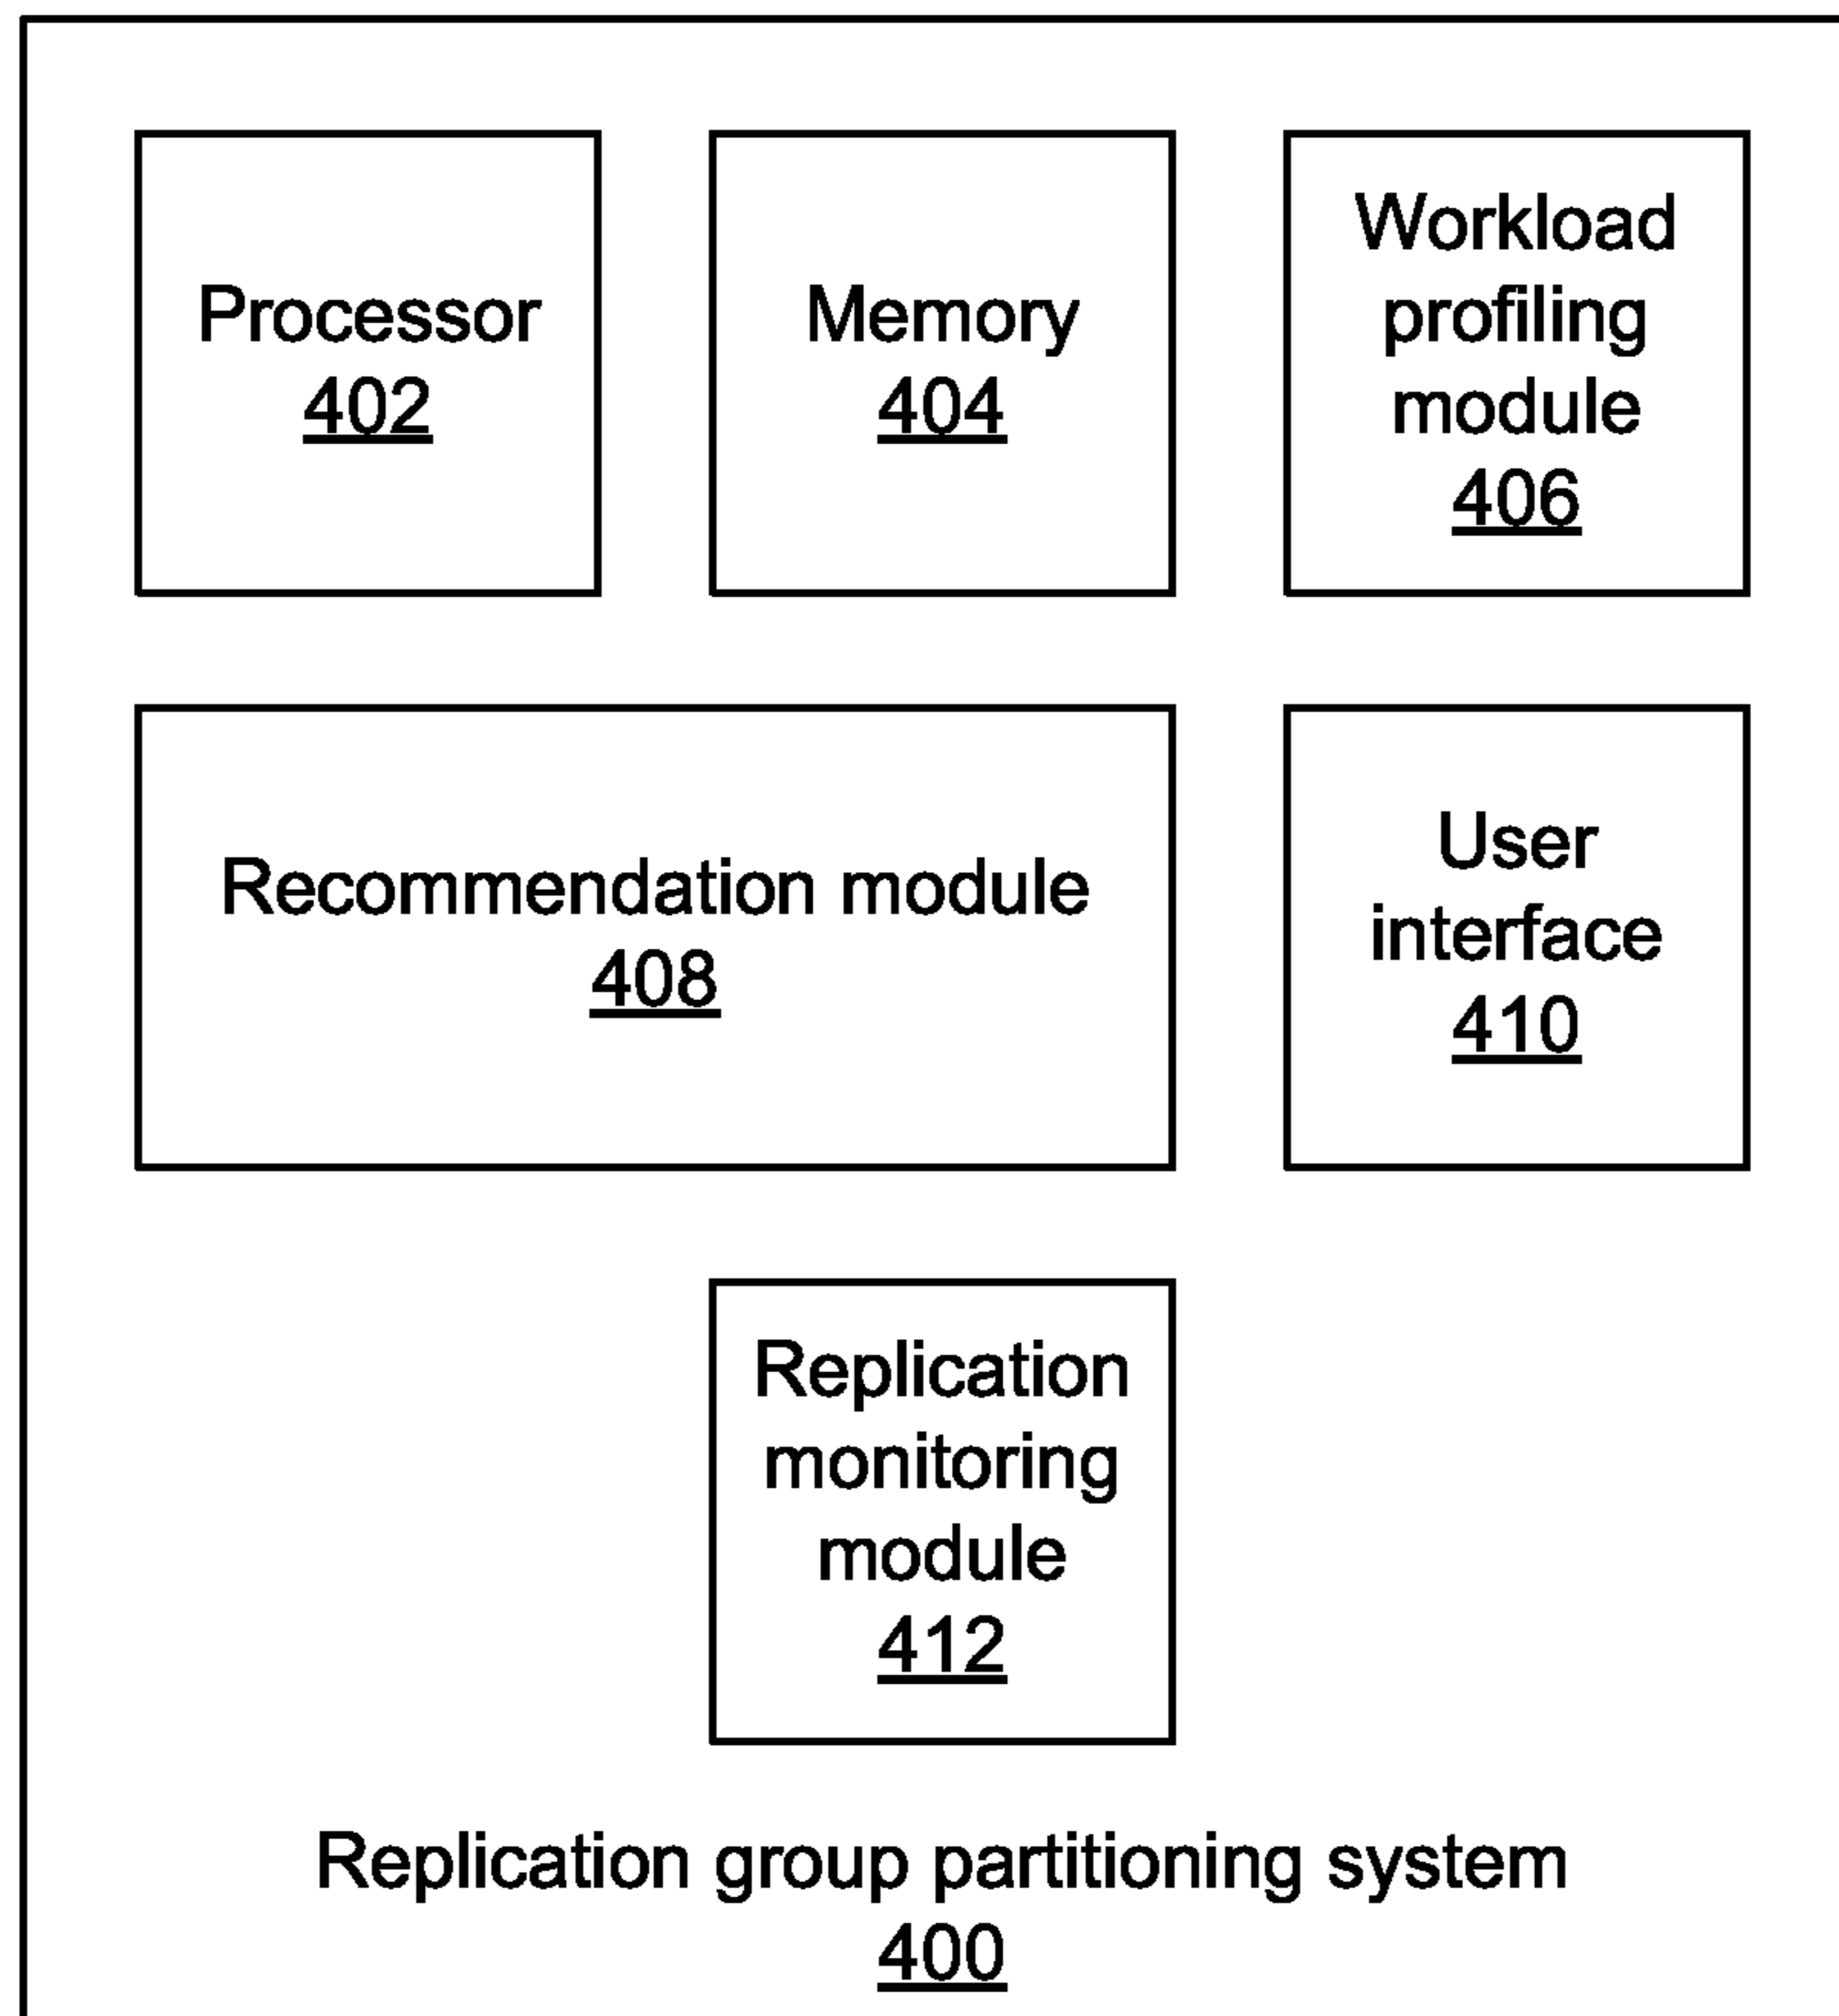 Processor
402
Memory
404
Workload
profiling
module
406
Recommendation module
408
User
interface
410
Replication
monitoring
module
412
Replication group partitioning system
400